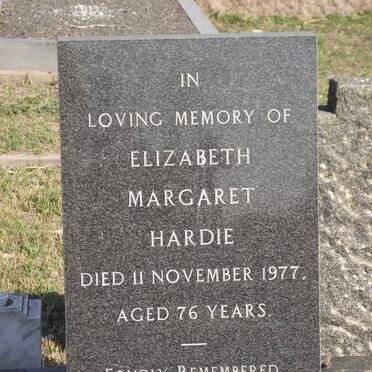 IN
LOVING MEMORY OF
ELIZABETH
MARGARET
HARDIE
DIED 11 NOVEMBER 1977.
AGED 76 YEARS.
FONDLY REMEMBERED